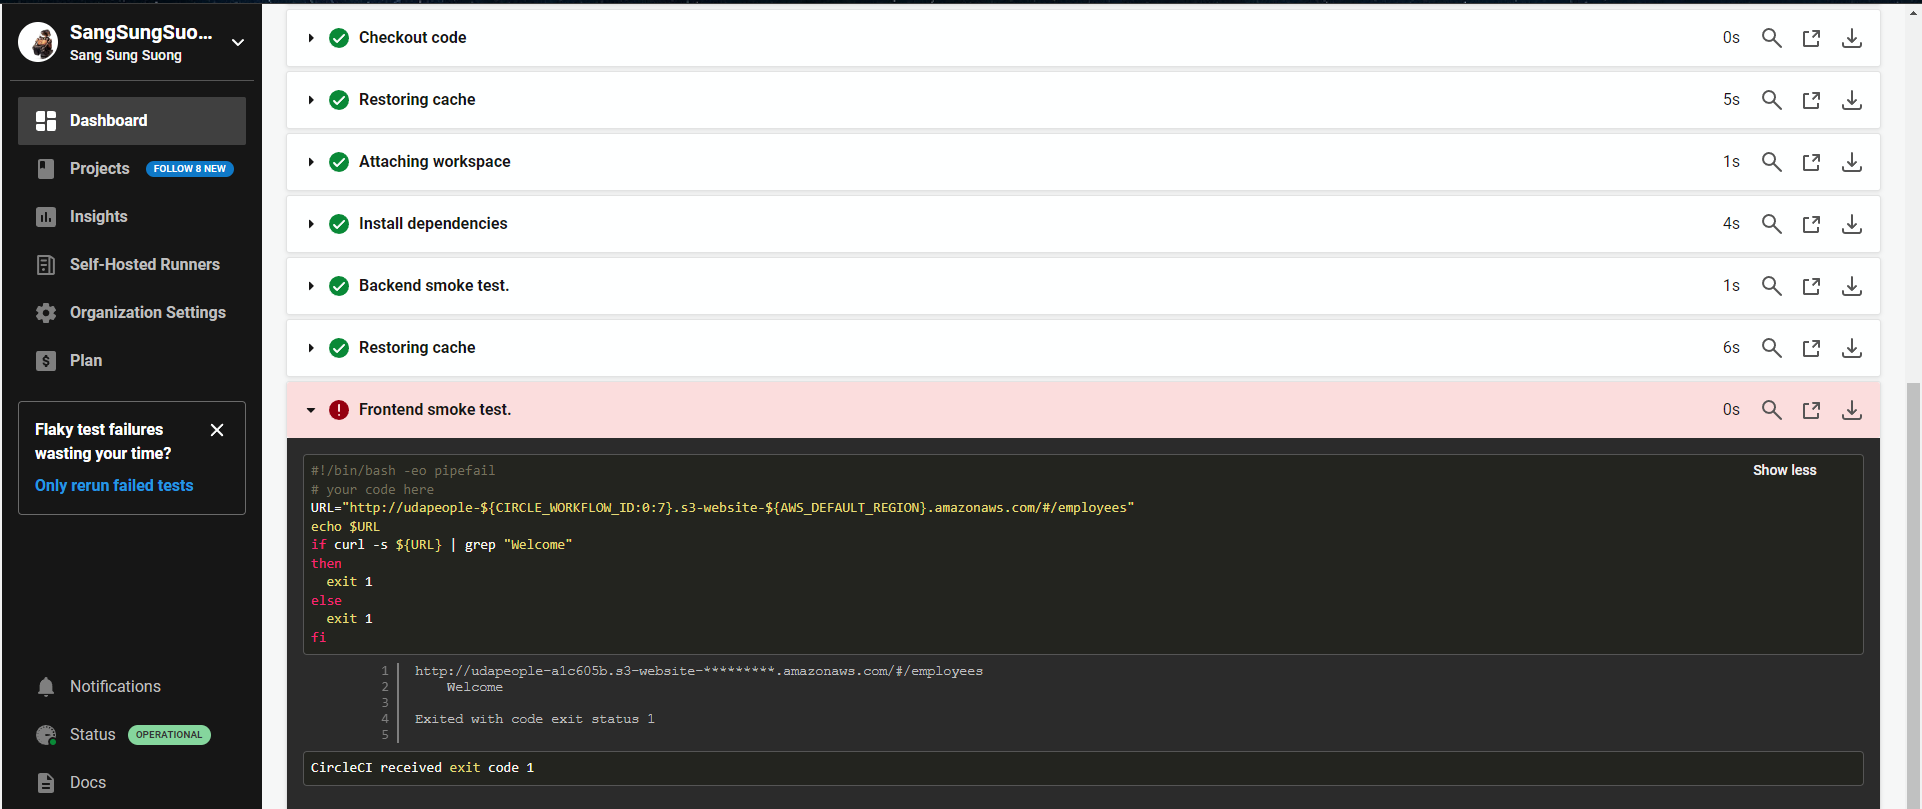 SangSungSuo...
Sang Sung Suong
Dashboard
Projects FOLLOW 8 NEW
Insights
Self-Hosted Runners
Organization Settings
Plan
Flaky test failures
wasting your time?
Only rerun failed tests
Notifications
Status OPERATIONAL
Docs
Checkout code 0s
Restoring cache 5s
Attaching workspace 1s
Install dependencies 4s
Backend smoke test. 1s
Restoring cache 6s
Frontend smoke test. 0s
#!/bin/bash -eo pipefail Show less
# your code here
URL="http://udapeople-${CIRCLE_WORKFLOW_ID:0:7}.s3-website-${AWS_DEFAULT_REGION}.amazonaws.com/#/employees"
echo $URL
if curl -s ${URL} | grep "Welcome"
then
  exit 1
else
  exit 1
fi
1 http://udapeople-a1c605b.s3-website-*********.amazonaws.com/#/employees
2     Welcome
3
4 Exited with code exit status 1
5
CircleCI received exit code 1